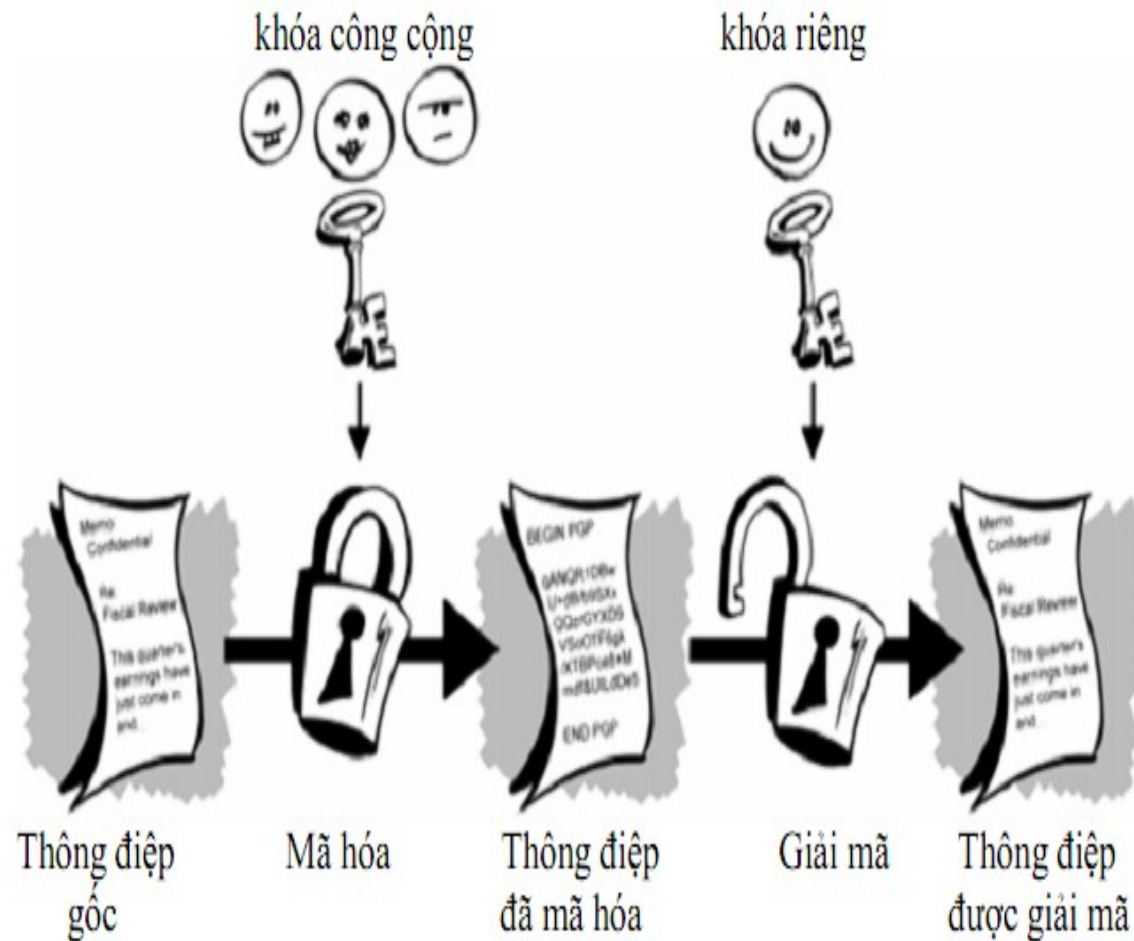 khóa công cộng
khóa riêng
Memo
Confidential
Re
Fiscal Review
This quarter's
earnings have
just come in
and...
BEGIN PGP
END PGP
Memo
Confidential
Re
Fiscal Review
This quarter's
earnings have
just come in
and...
Thông điệp
gốc
Mã hóa
Thông điệp
đã mã hóa
Giải mã
Thông điệp
được giải mã